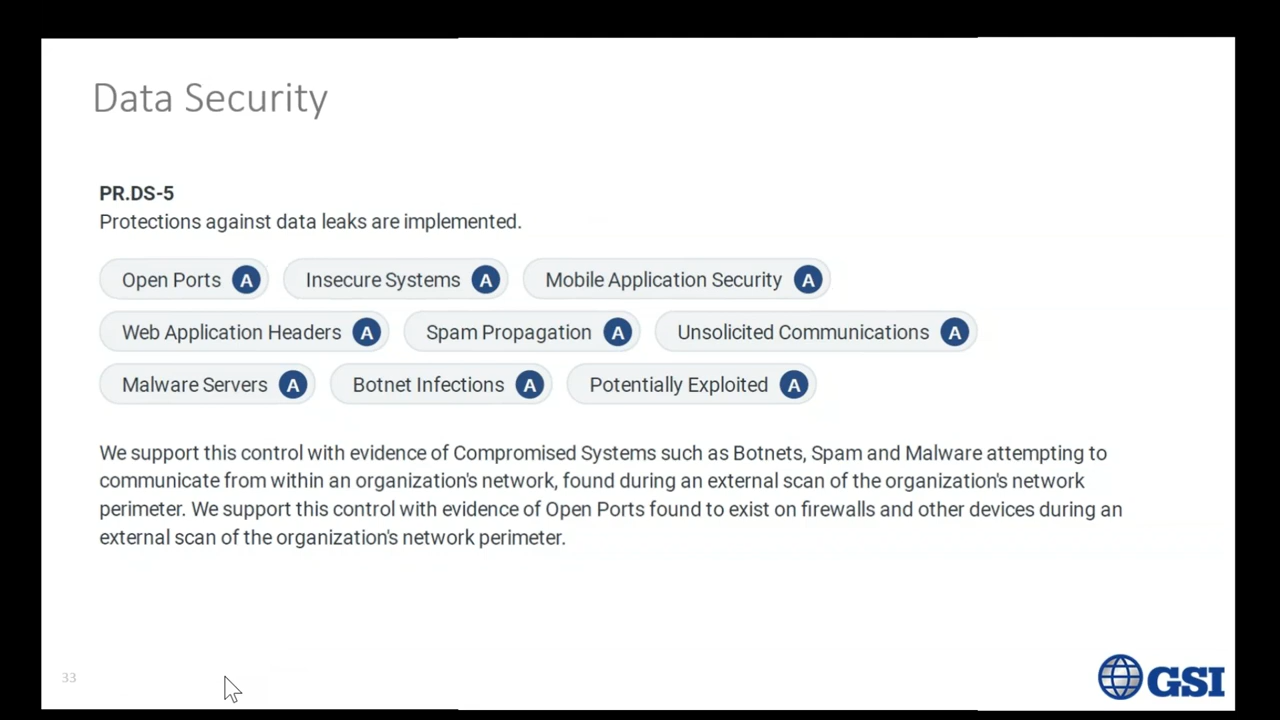 Data Security
PR.DS-5
Protections against data leaks are implemented.
Open Ports A Insecure Systems A Mobile Application Security A
Web Application Headers A Spam Propagation A Unsolicited Communications A
Malware Servers A Botnet Infections A Potentially Exploited A
We support this control with evidence of Compromised Systems such as Botnets, Spam and Malware attempting to
communicate from within an organization's network, found during an external scan of the organization's network
perimeter. We support this control with evidence of Open Ports found to exist on firewalls and other devices during an
external scan of the organization's network perimeter.
33
GSI